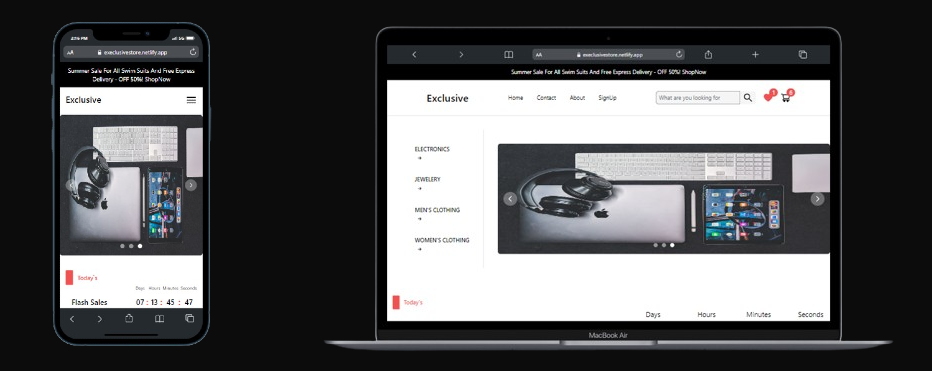 AA execlusivestore.netlify.app
Summer Sale For All Swim Suits And Free Express
Delivery - OFF 50%! ShopNow
Exclusive
Today's
Days Hours Minutes Seconds
Flash Sales 07 : 13 : 45 : 47
AA execlusivestore.netlify.app
Summer Sale For All Swim Suits And Free Express Delivery - OFF 50%! ShopNow
Exclusive Home Contact About SignUp What are you looking for 1
ELECTRONICS
JEWELERY
MEN'S CLOTHING
WOMEN'S CLOTHING
Today's
Days Hours Minutes Seconds
MacBook Air